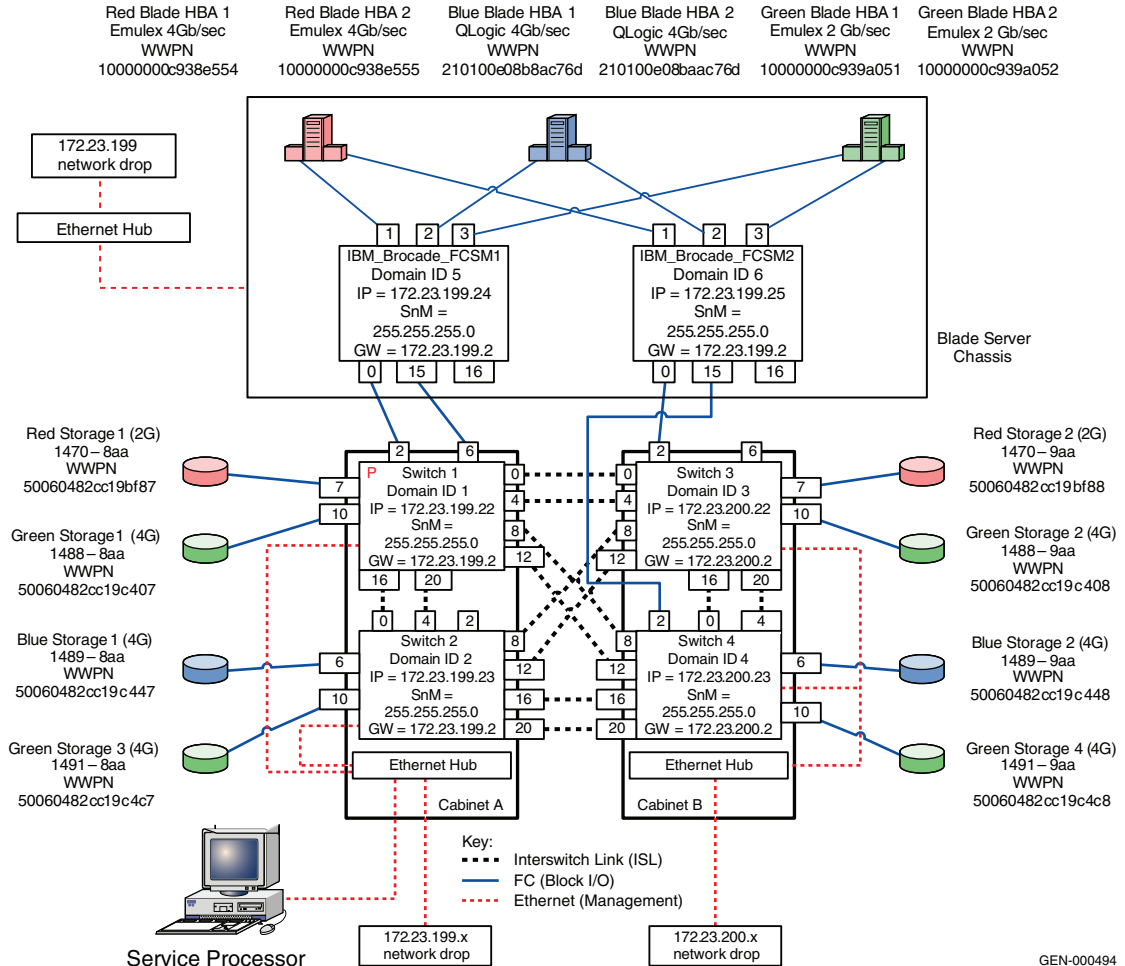 Red Blade HBA 1
Emulex 4Gb/sec
WWPN
10000000c938e554
Red Blade HBA 2
Emulex 4Gb/sec
WWPN
10000000c938e555
Blue Blade HBA 1
QLogic 4Gb/sec
WWPN
210100e08b8ac76d
Blue Blade HBA 2
QLogic 4Gb/sec
WWPN
210100e08baac76d
Green Blade HBA 1
Emulex 2 Gb/sec
WWPN
10000000c939a051
Green Blade HBA 2
Emulex 2 Gb/sec
WWPN
10000000c939a052
172.23.199
network drop
Ethernet Hub
1
2
3
IBM_Brocade_FCSM1
Domain ID 5
IP = 172.23.199.24
SnM =
255.255.255.0
GW = 172.23.199.2
0
15
16
1
2
3
IBM_Brocade_FCSM2
Domain ID 6
IP = 172.23.199.25
SnM =
255.255.255.0
GW = 172.23.199.2
0
15
16
Blade Server
Chassis
Red Storage 1 (2G)
1470 – 8aa
WWPN
50060482cc19bf87
Green Storage1 (4G)
1488 – 8aa
WWPN
50060482cc19c407
Blue Storage 1 (4G)
1489 – 8aa
WWPN
50060482cc19c447
Green Storage 3 (4G)
1491 – 8aa
WWPN
50060482cc19c4c7
2
6
P
Switch 1
Domain ID 1
IP = 172.23.199.22
SnM =
255.255.255.0
GW = 172.23.199.2
7
10
0
4
8
12
16
20
0
4
2
Switch 2
Domain ID 2
IP = 172.23.199.23
SnM =
255.255.255.0
GW = 172.23.199.2
6
10
8
12
16
20
Ethernet Hub
Cabinet A
2
6
Switch 3
Domain ID 3
IP = 172.23.200.22
SnM =
255.255.255.0
GW = 172.23.200.2
0
4
8
12
7
10
16
20
2
0
4
Switch 4
Domain ID 4
IP = 172.23.200.23
SnM =
255.255.255.0
GW = 172.23.200.2
8
12
16
20
6
10
Ethernet Hub
Cabinet B
Red Storage 2 (2G)
1470 – 9aa
WWPN
50060482cc19bf88
Green Storage 2 (4G)
1488 – 9aa
WWPN
50060482cc19c408
Blue Storage 2 (4G)
1489 – 9aa
WWPN
50060482cc19c448
Green Storage 4 (4G)
1491 – 9aa
WWPN
50060482cc19c4c8
Key:
Interswitch Link (ISL)
FC (Block I/O)
Ethernet (Management)
Service Processor
172.23.199.x
network drop
172.23.200.x
network drop
GEN-000494